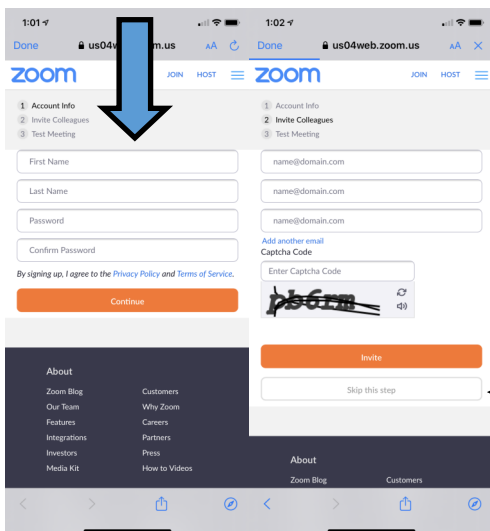 1:01
Done us04w m.us AA
zoom JOIN HOST
1 Account Info
2 Invite Colleagues
3 Test Meeting
First Name
Last Name
Password
Confirm Password
By signing up, I agree to the Privacy Policy and Terms of Service.
Continue
About
Zoom Blog Customers
Our Team Why Zoom
Features Careers
Integrations Partners
Investors Press
Media Kit How to Videos
1:02
Done us04web.zoom.us AA
zoom JOIN HOST
1 Account Info
2 Invite Colleagues
3 Test Meeting
name@domain.com
name@domain.com
name@domain.com
Add another email
Captcha Code
Enter Captcha Code
pb6rm
Invite
Skip this step
About
Zoom Blog Customers